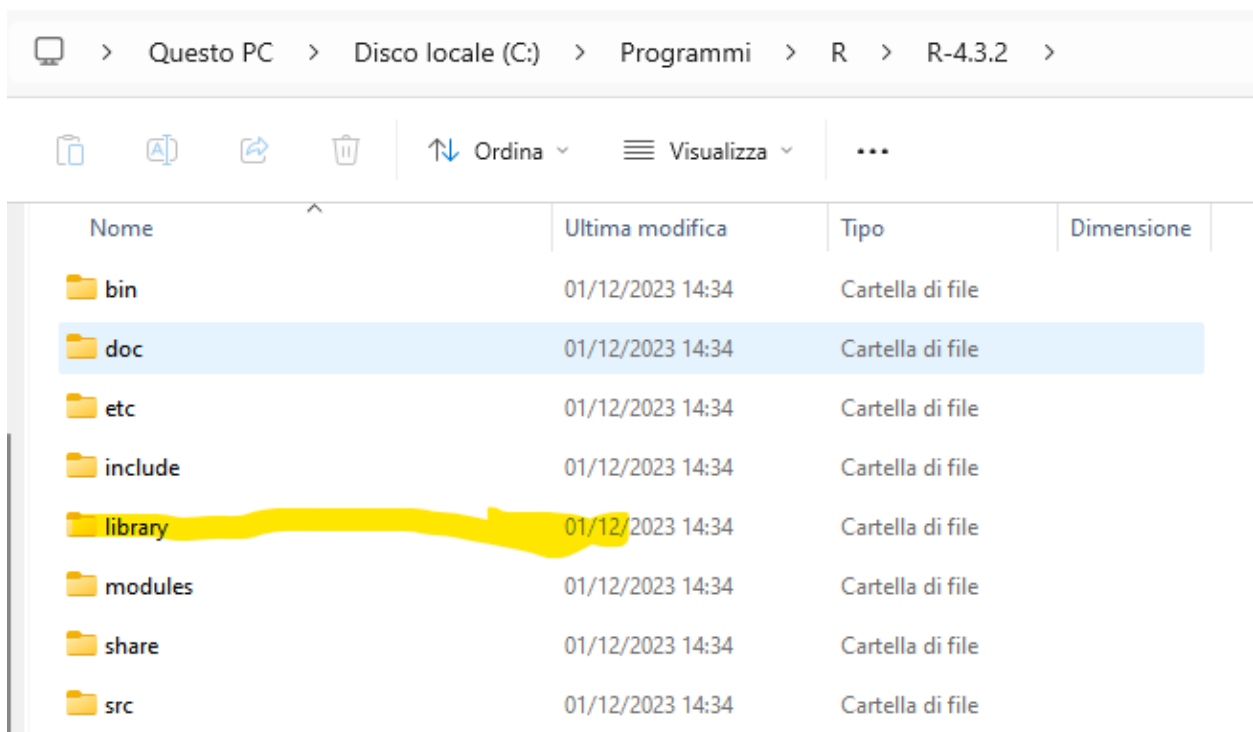 Questo PC > Disco locale (C:) > Programmi > R > R-4.3.2 >
Ordina Visualizza ...
Nome Ultima modifica Tipo Dimensione
bin 01/12/2023 14:34 Cartella di file
doc 01/12/2023 14:34 Cartella di file
etc 01/12/2023 14:34 Cartella di file
include 01/12/2023 14:34 Cartella di file
library 01/12/2023 14:34 Cartella di file
modules 01/12/2023 14:34 Cartella di file
share 01/12/2023 14:34 Cartella di file
src 01/12/2023 14:34 Cartella di file